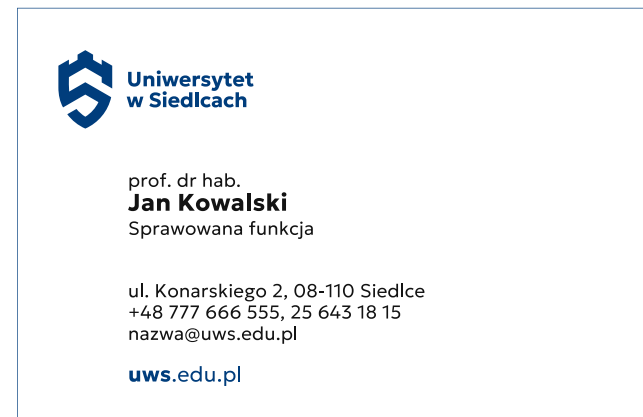 Uniwersytet
w Siedlcach
prof. dr hab.
Jan Kowalski
Sprawowana funkcja
ul. Konarskiego 2, 08-110 Siedlce
+48 777 666 555, 25 643 18 15
nazwa@uws.edu.pl
uws.edu.pl